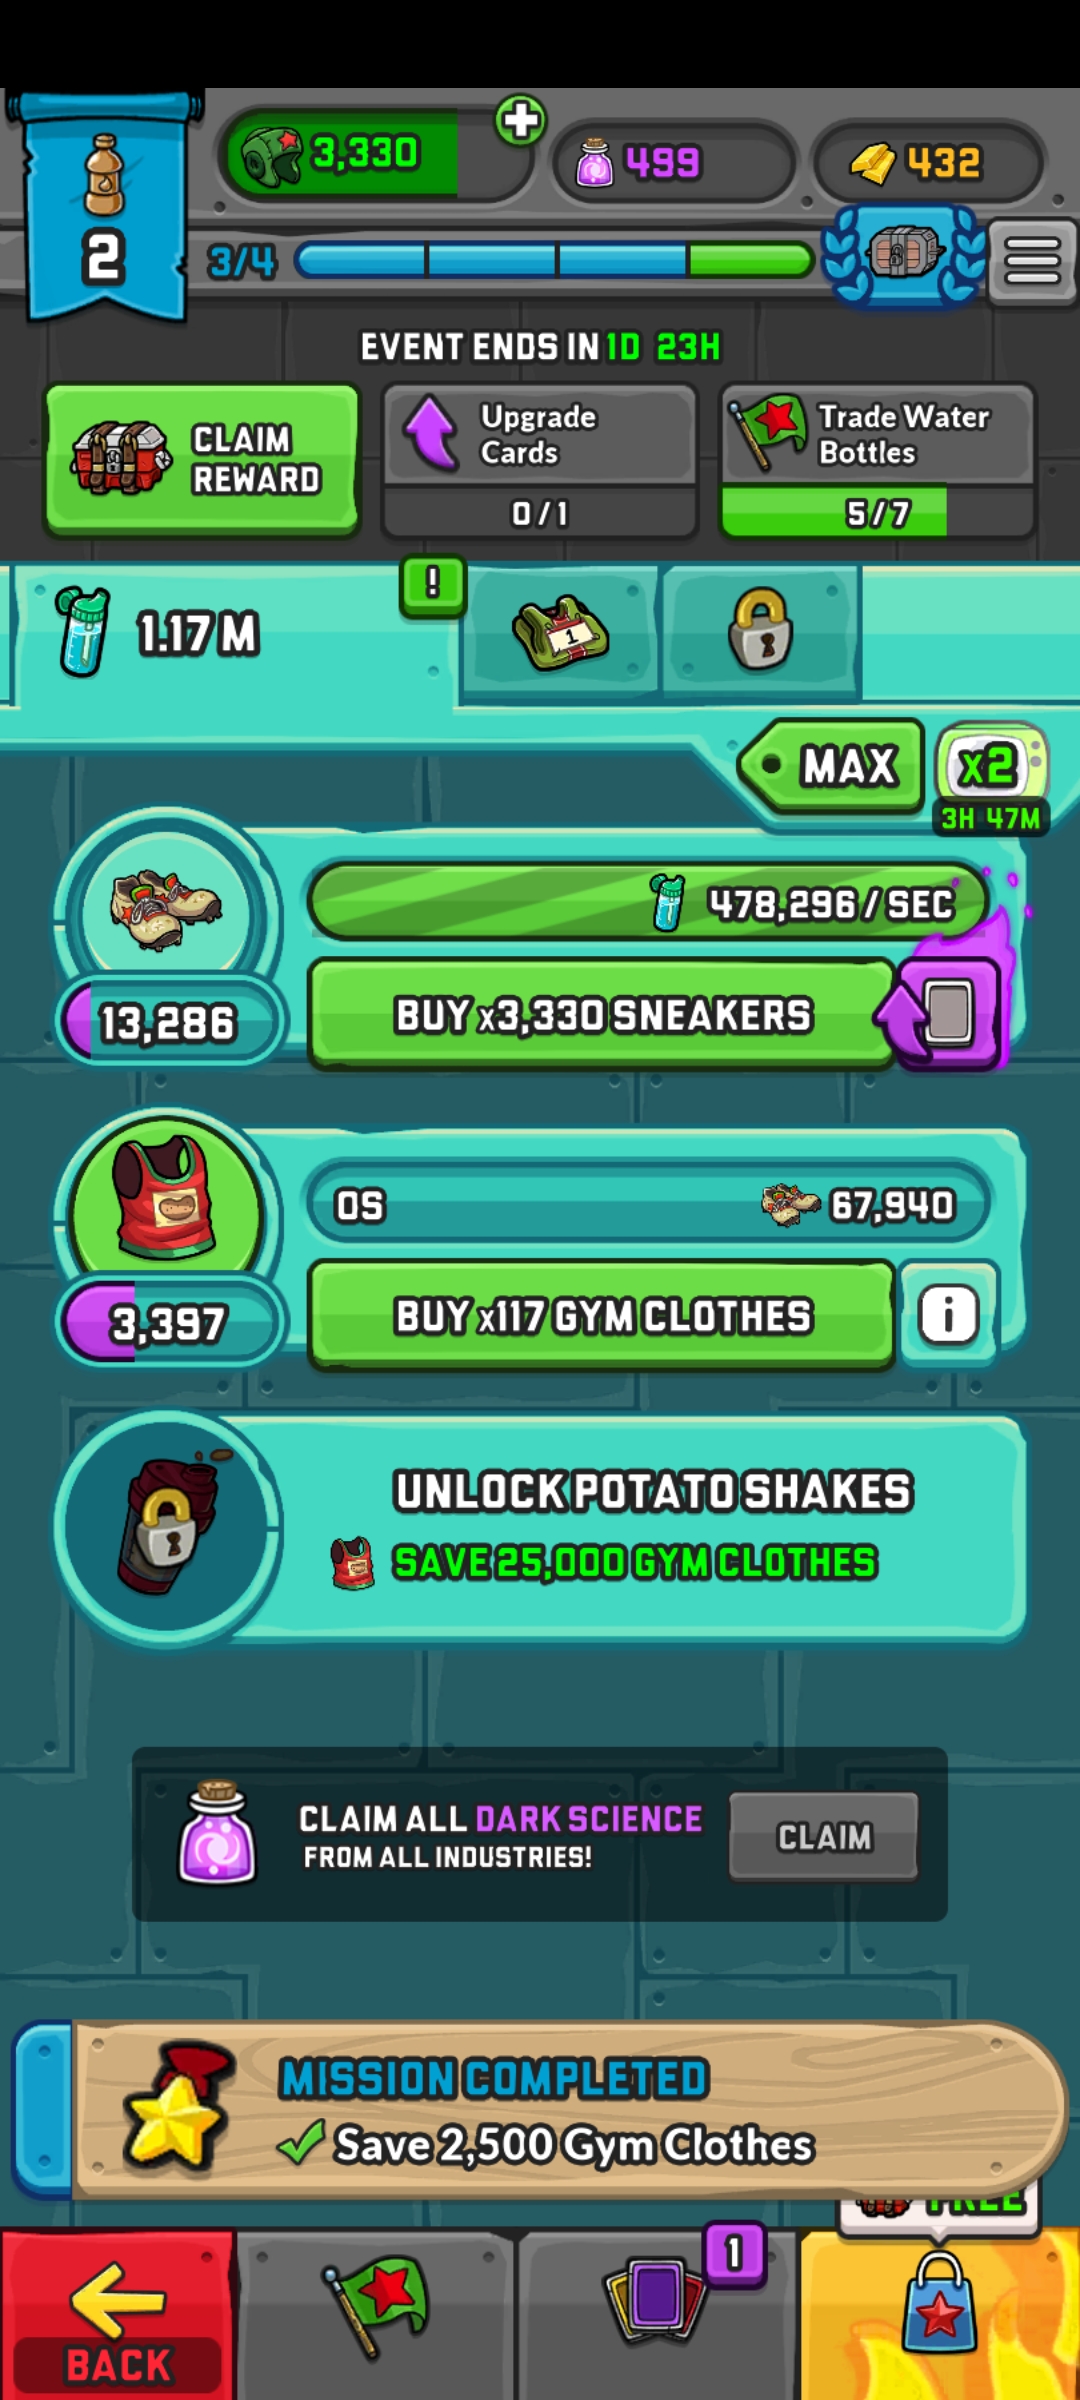 3,330
499
432
2
3/4
EVENT ENDS IN 1D 23H
CLAIM
REWARD
Upgrade
Cards
0/1
Trade Water
Bottles
5/7
1.17 M
!
1
MAX
x2
3H 47M
478,296 / SEC
13,286
BUY x3,330 SNEAKERS
0S
67,940
3,397
BUY x117 GYM CLOTHES
i
UNLOCK POTATO SHAKES
SAVE 25,000 GYM CLOTHES
CLAIM ALL DARK SCIENCE
FROM ALL INDUSTRIES!
CLAIM
MISSION COMPLETED
Save 2,500 Gym Clothes
FREE
1
BACK